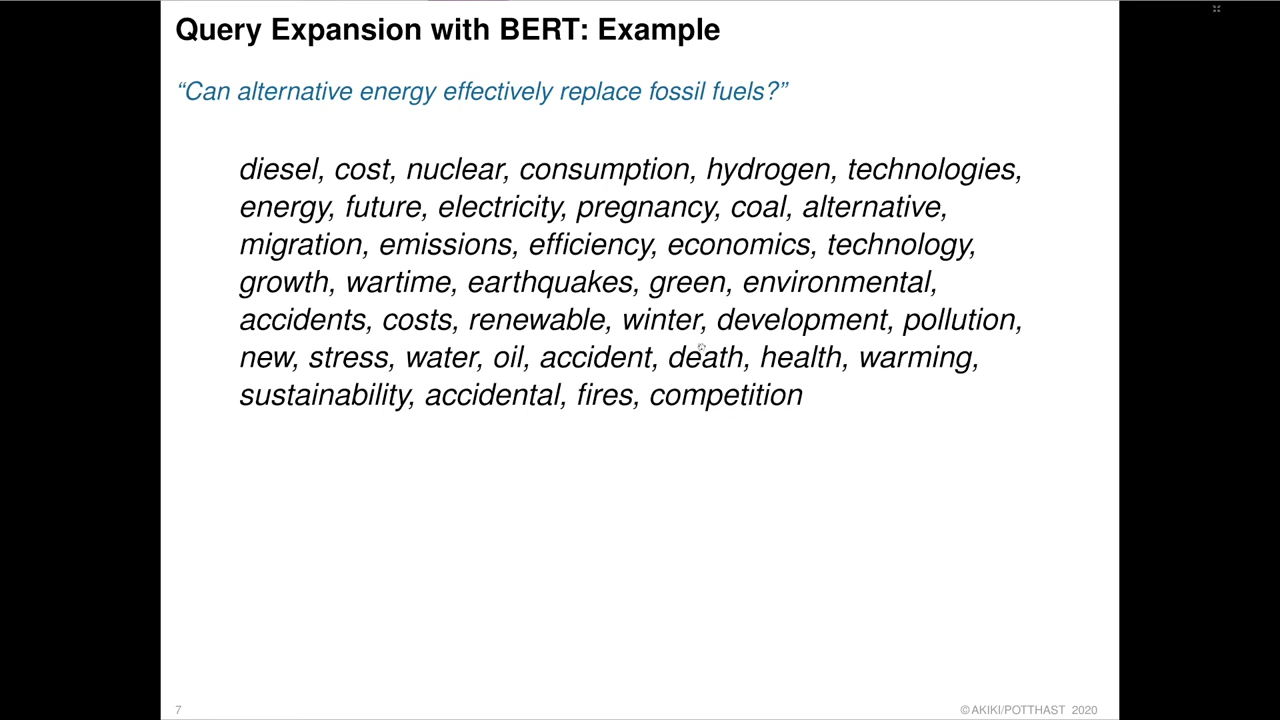 Query Expansion with BERT: Example
“Can alternative energy effectively replace fossil fuels?”
diesel, cost, nuclear, consumption, hydrogen, technologies,
energy, future, electricity, pregnancy, coal, alternative,
migration, emissions, efficiency, economics, technology,
growth, wartime, earthquakes, green, environmental,
accidents, costs, renewable, winter, development, pollution,
new, stress, water, oil, accident, death, health, warming,
sustainability, accidental, fires, competition
7
© AKIKI/POTTHAST 2020